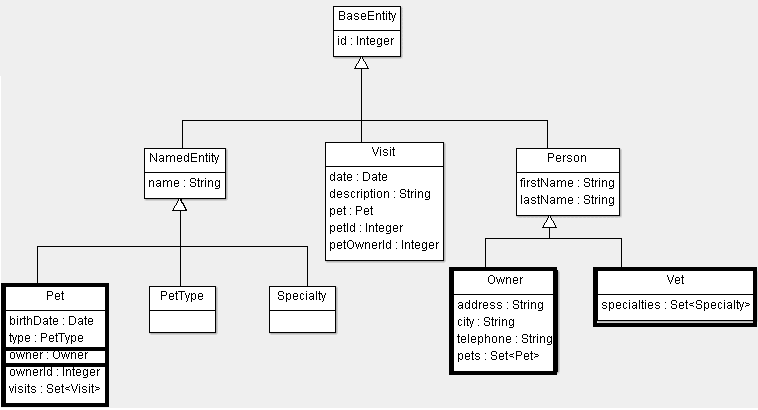 BaseEntity
id : Integer
NamedEntity
name : String
Visit
date : Date
description : String
pet : Pet
petId : Integer
petOwnerId : Integer
Person
firstName : String
lastName : String
Pet
birthDate : Date
type : PetType
owner : Owner
ownerId : Integer
visits : Set<Visit>
PetType
Specialty
Owner
address : String
city : String
telephone : String
pets : Set<Pet>
Vet
specialties : Set<Specialty>